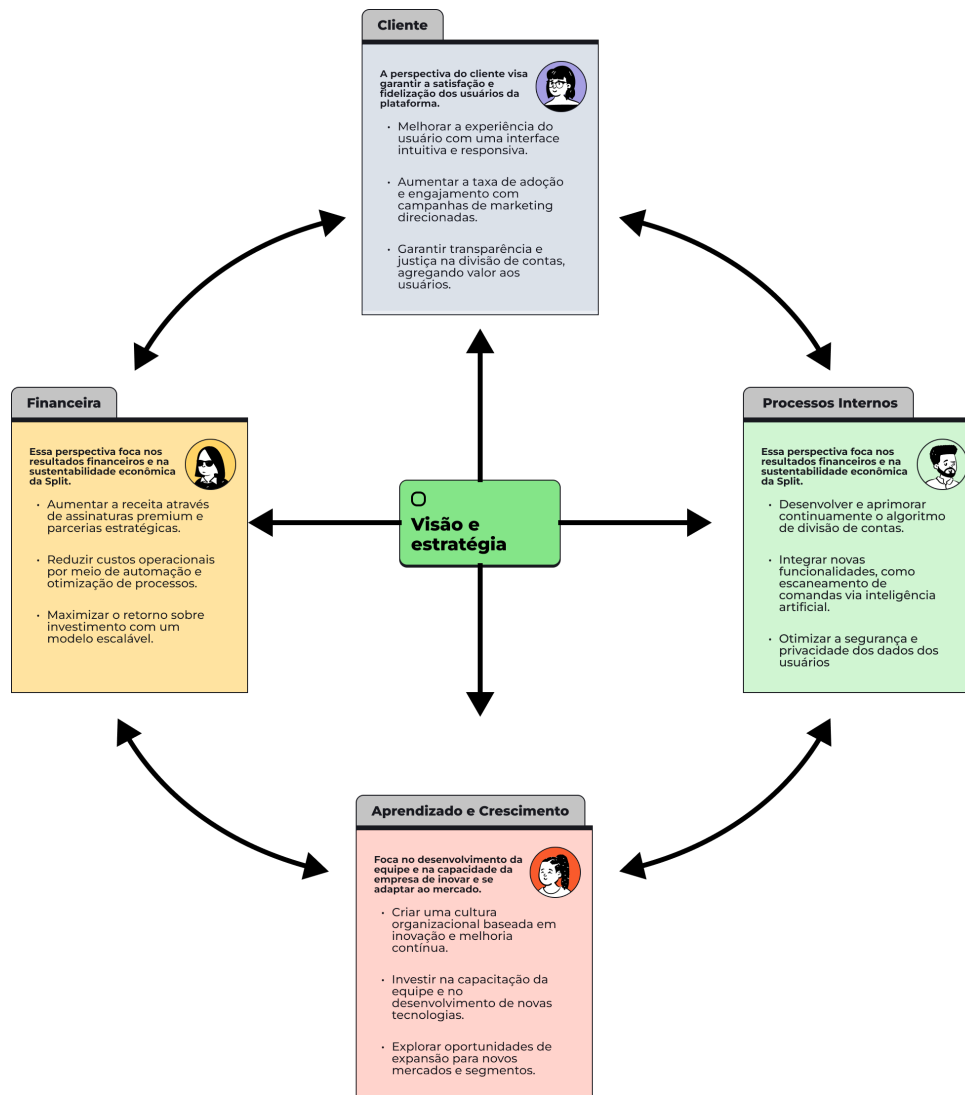 Cliente
A perspectiva do cliente visa
garantir a satisfação e
fidelização dos usuários da
plataforma.
• Melhorar a experiência do
usuário com uma interface
intuitiva e responsiva.
• Aumentar a taxa de adoção
e engajamento com
campanhas de marketing
direcionadas.
• Garantir transparência e
justiça na divisão de contas,
agregando valor aos
usuários.
Financeira
Essa perspectiva foca nos
resultados financeiros e na
sustentabilidade econômica
da Split.
• Aumentar a receita através
de assinaturas premium e
parcerias estratégicas.
• Reduzir custos operacionais
por meio de automação e
otimização de processos.
• Maximizar o retorno sobre
investimento com um
modelo escalável.
Visão e
estratégia
Processos Internos
Essa perspectiva foca nos
resultados financeiros e na
sustentabilidade econômica
da Split.
• Desenvolver e aprimorar
continuamente o algoritmo
de divisão de contas.
• Integrar novas
funcionalidades, como
escaneamento de
comandas via inteligência
artificial.
• Otimizar a segurança e
privacidade dos dados dos
usuários
Aprendizado e Crescimento
Foca no desenvolvimento da
equipe e na capacidade da
empresa de inovar e se
adaptar ao mercado.
• Criar uma cultura
organizacional baseada em
inovação e melhoria
contínua.
• Investir na capacitação da
equipe e no
desenvolvimento de novas
tecnologias.
• Explorar oportunidades de
expansão para novos
mercados e segmentos.